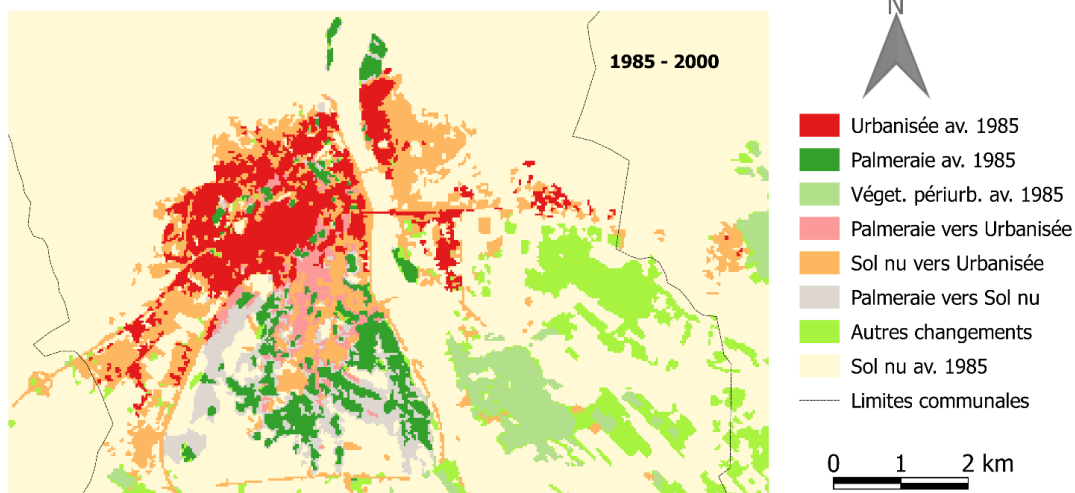 N
1985 - 2000
Urbanisée av. 1985
Palmeraie av. 1985
Véget. périurb. av. 1985
Palmeraie vers Urbanisée
Sol nu vers Urbanisée
Palmeraie vers Sol nu
Autres changements
Sol nu av. 1985
Limites communales
0 1 2 km